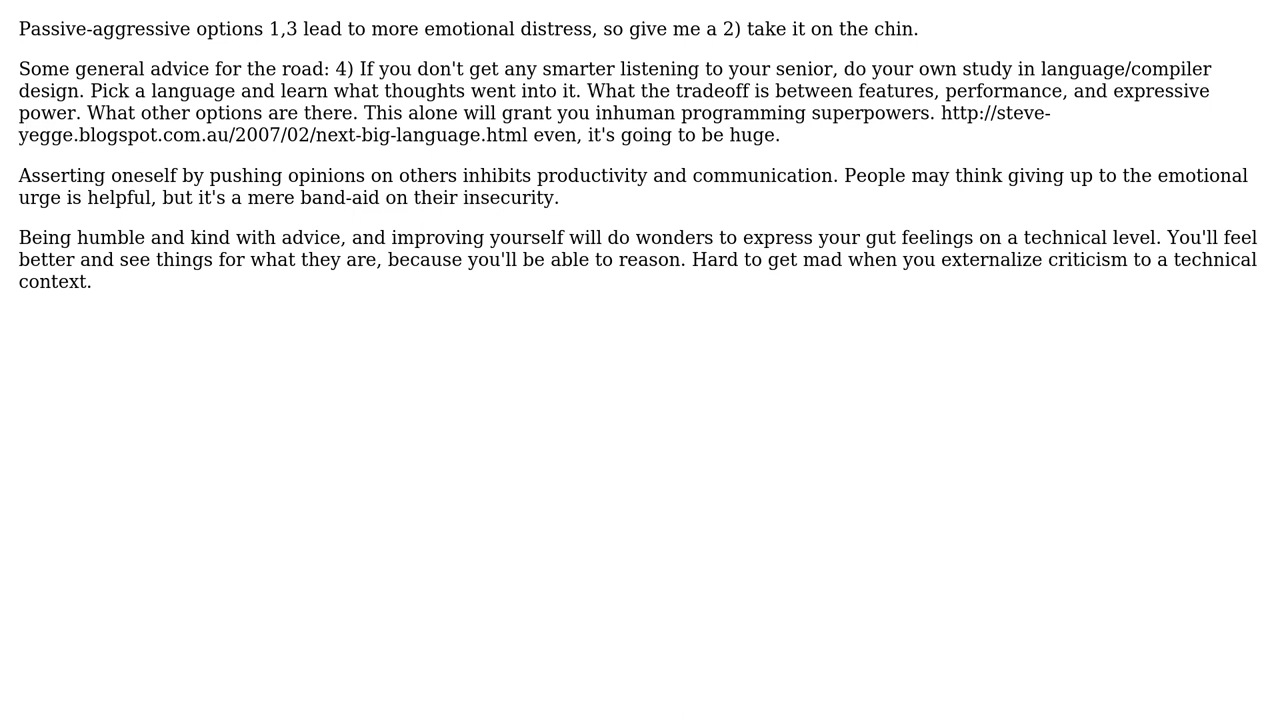 Passive-aggressive options 1,3 lead to more emotional distress, so give me a 2) take it on the chin.
Some general advice for the road: 4) If you don't get any smarter listening to your senior, do your own study in language/compiler
design. Pick a language and learn what thoughts went into it. What the tradeoff is between features, performance, and expressive
power. What other options are there. This alone will grant you inhuman programming superpowers. http://steve-
yegge.blogspot.com.au/2007/02/next-big-language.html even, it's going to be huge.
Asserting oneself by pushing opinions on others inhibits productivity and communication. People may think giving up to the emotional
urge is helpful, but it's a mere band-aid on their insecurity.
Being humble and kind with advice, and improving yourself will do wonders to express your gut feelings on a technical level. You'll feel
better and see things for what they are, because you'll be able to reason. Hard to get mad when you externalize criticism to a technical
context.